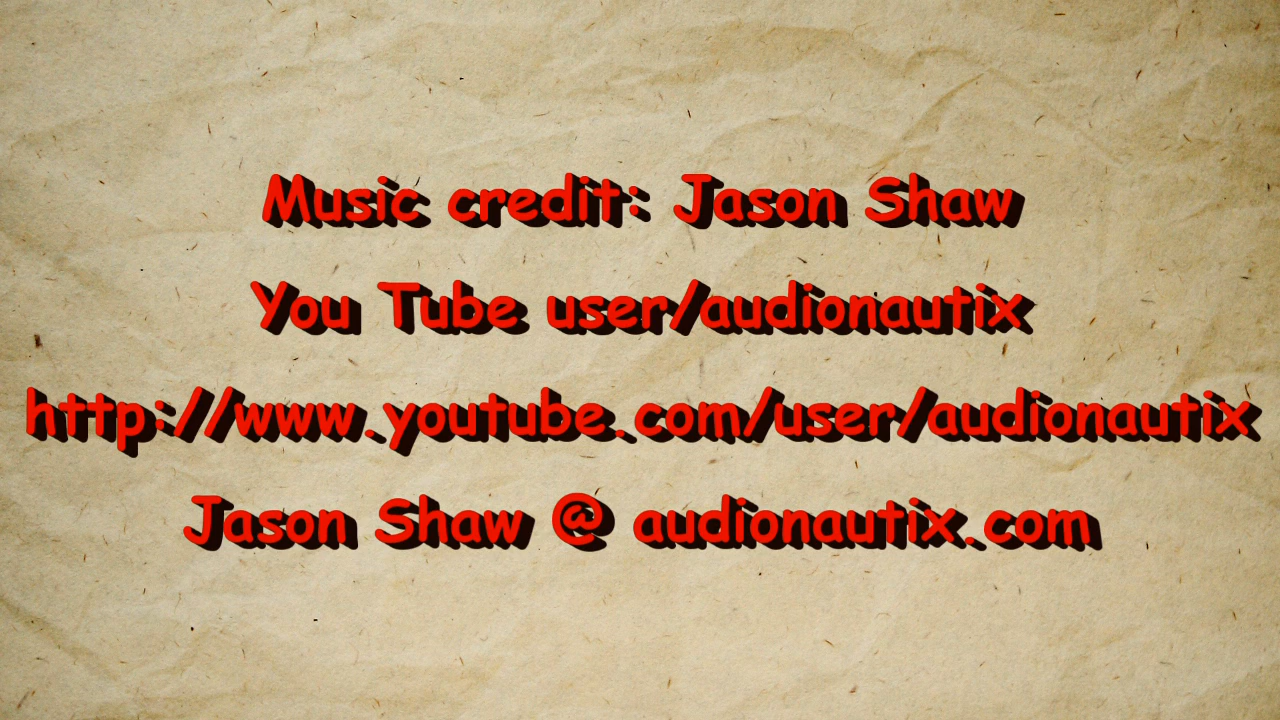 Music credit: Jason Shaw
You Tube user/audionautix
http://www.youtube.com/user/audionautix
Jason Shaw @ audionautix.com